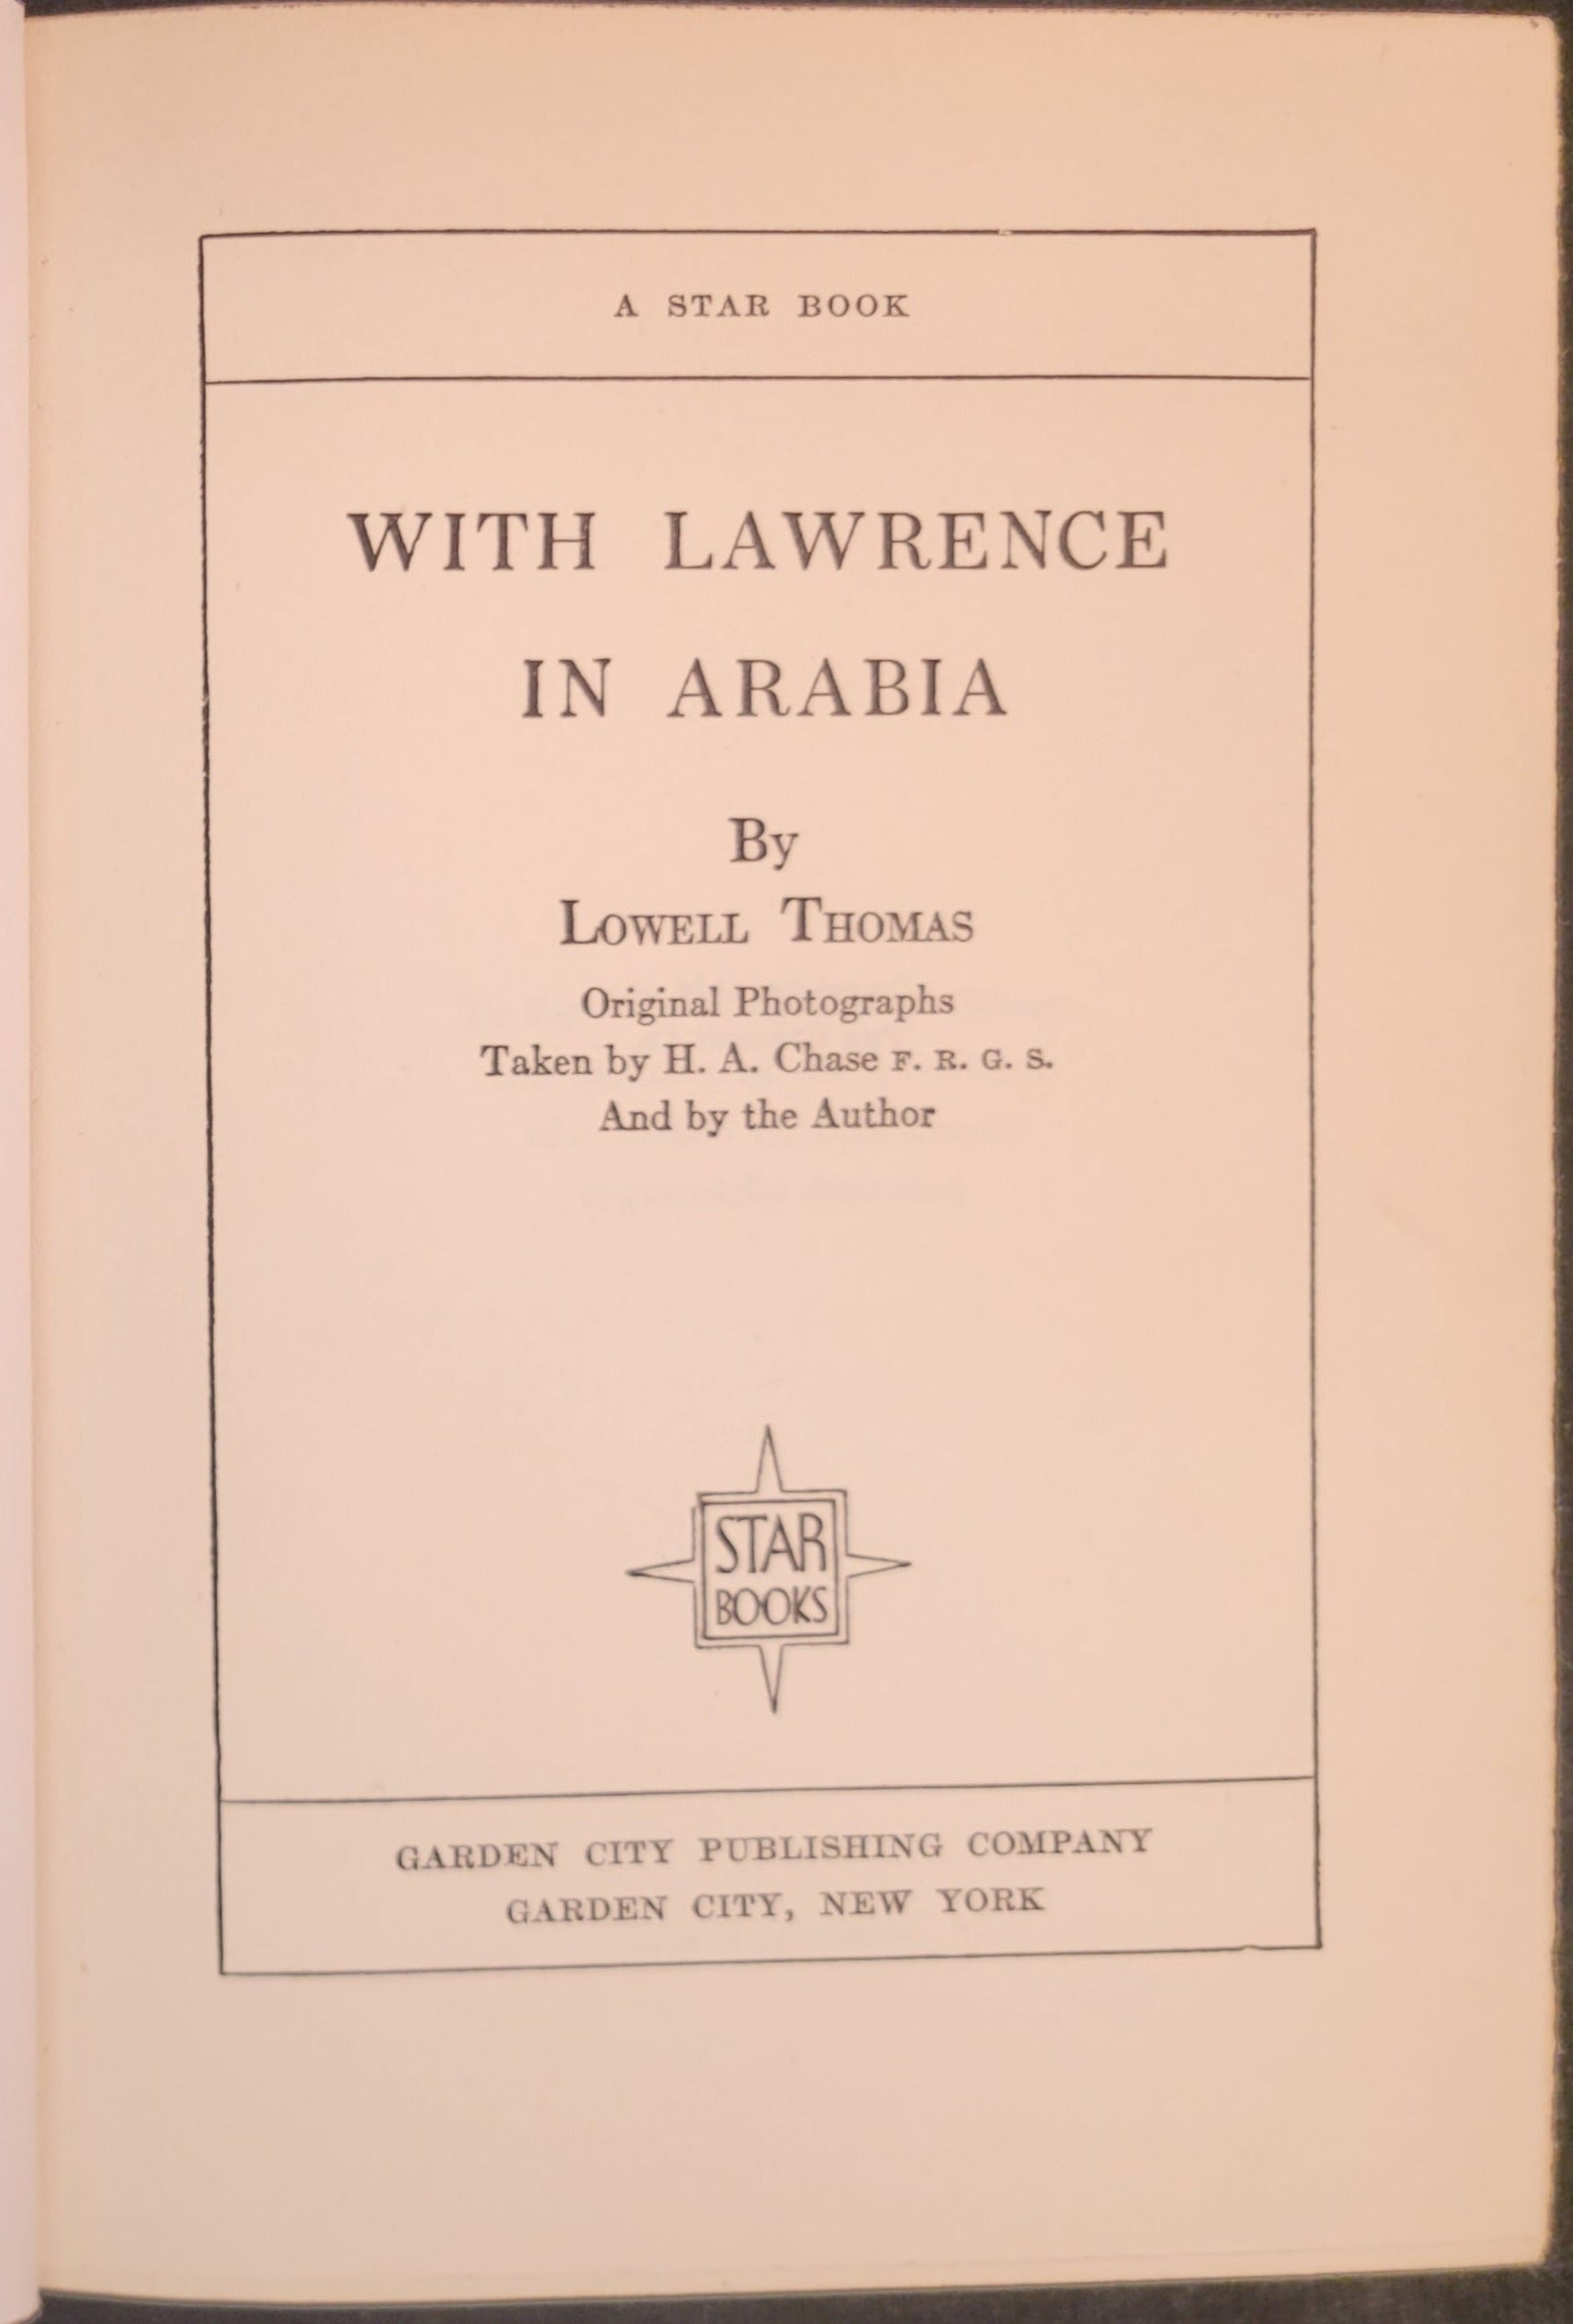 A STAR BOOK
WITH LAWRENCE
IN ARABIA
By
LOWELL THOMAS
Original Photographs
Taken by H. A. Chase F. R. G. S.
And by the Author
STAR
BOOKS
GARDEN CITY PUBLISHING COMPANY
GARDEN CITY, NEW YORK